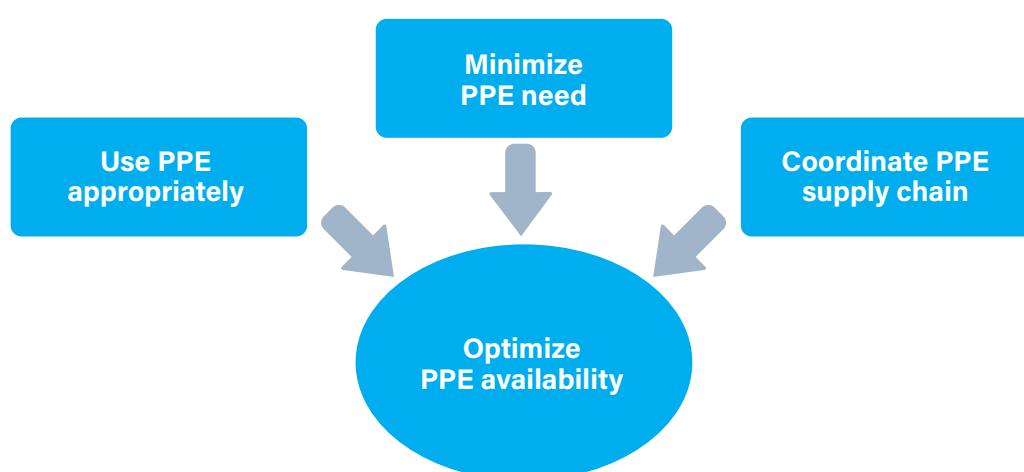 Minimize
PPE need
Use PPE
appropriately
Coordinate PPE
supply chain
Optimize
PPE availability